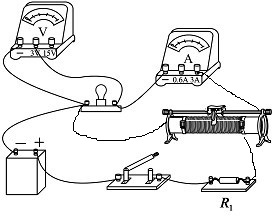 V
− 3V 15V
A
− 0.6A 3A
− +
R₁